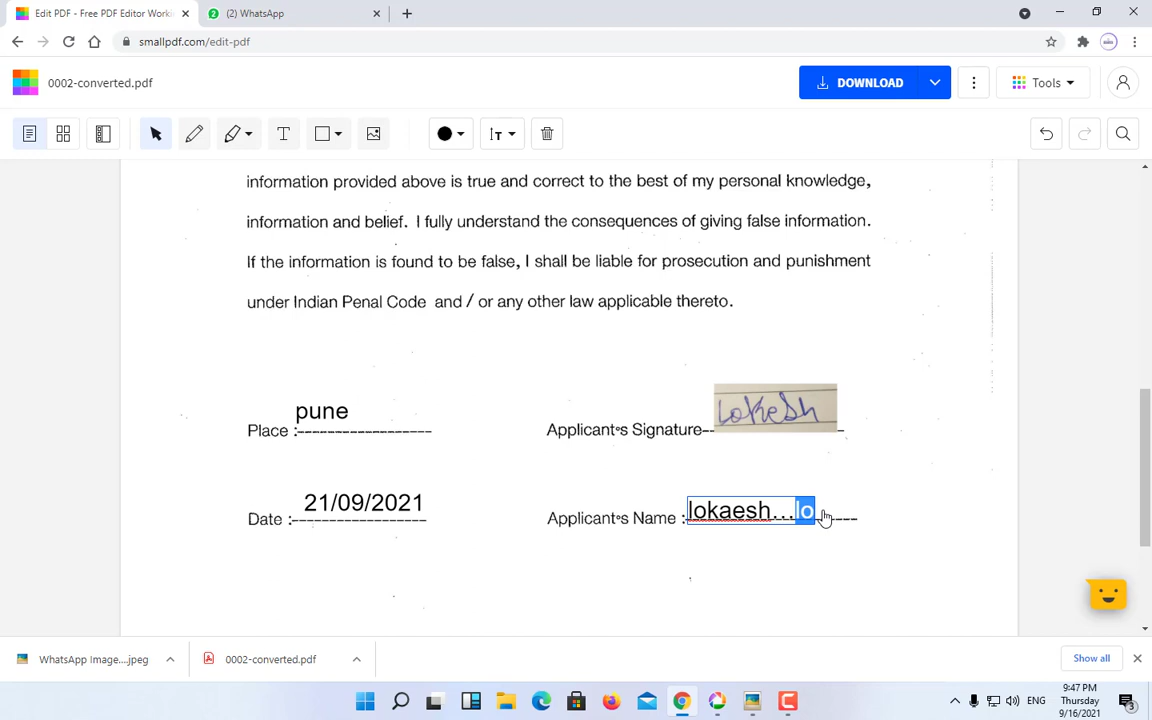 Edit PDF - Free PDF Editor Worki
2
(2) WhatsApp
smallpdf.com/edit-pdf
0002-converted.pdf
DOWNLOAD
Tools
T
T
information provided above is true and correct to the best of my personal knowledge,
information and belief. I fully understand the consequences of giving false information.
If the information is found to be false, I shall be liable for prosecution and punishment
under Indian Penal Code and / or any other law applicable thereto.
pune
Place :
Applicant's Signature
Lokesh
21/09/2021
Date :
Applicant's Name :
lokaesh...lo
WhatsApp Image....jpeg
0002-converted.pdf
Show all
ENG
9:47 PM
Thursday
9/16/2021
3